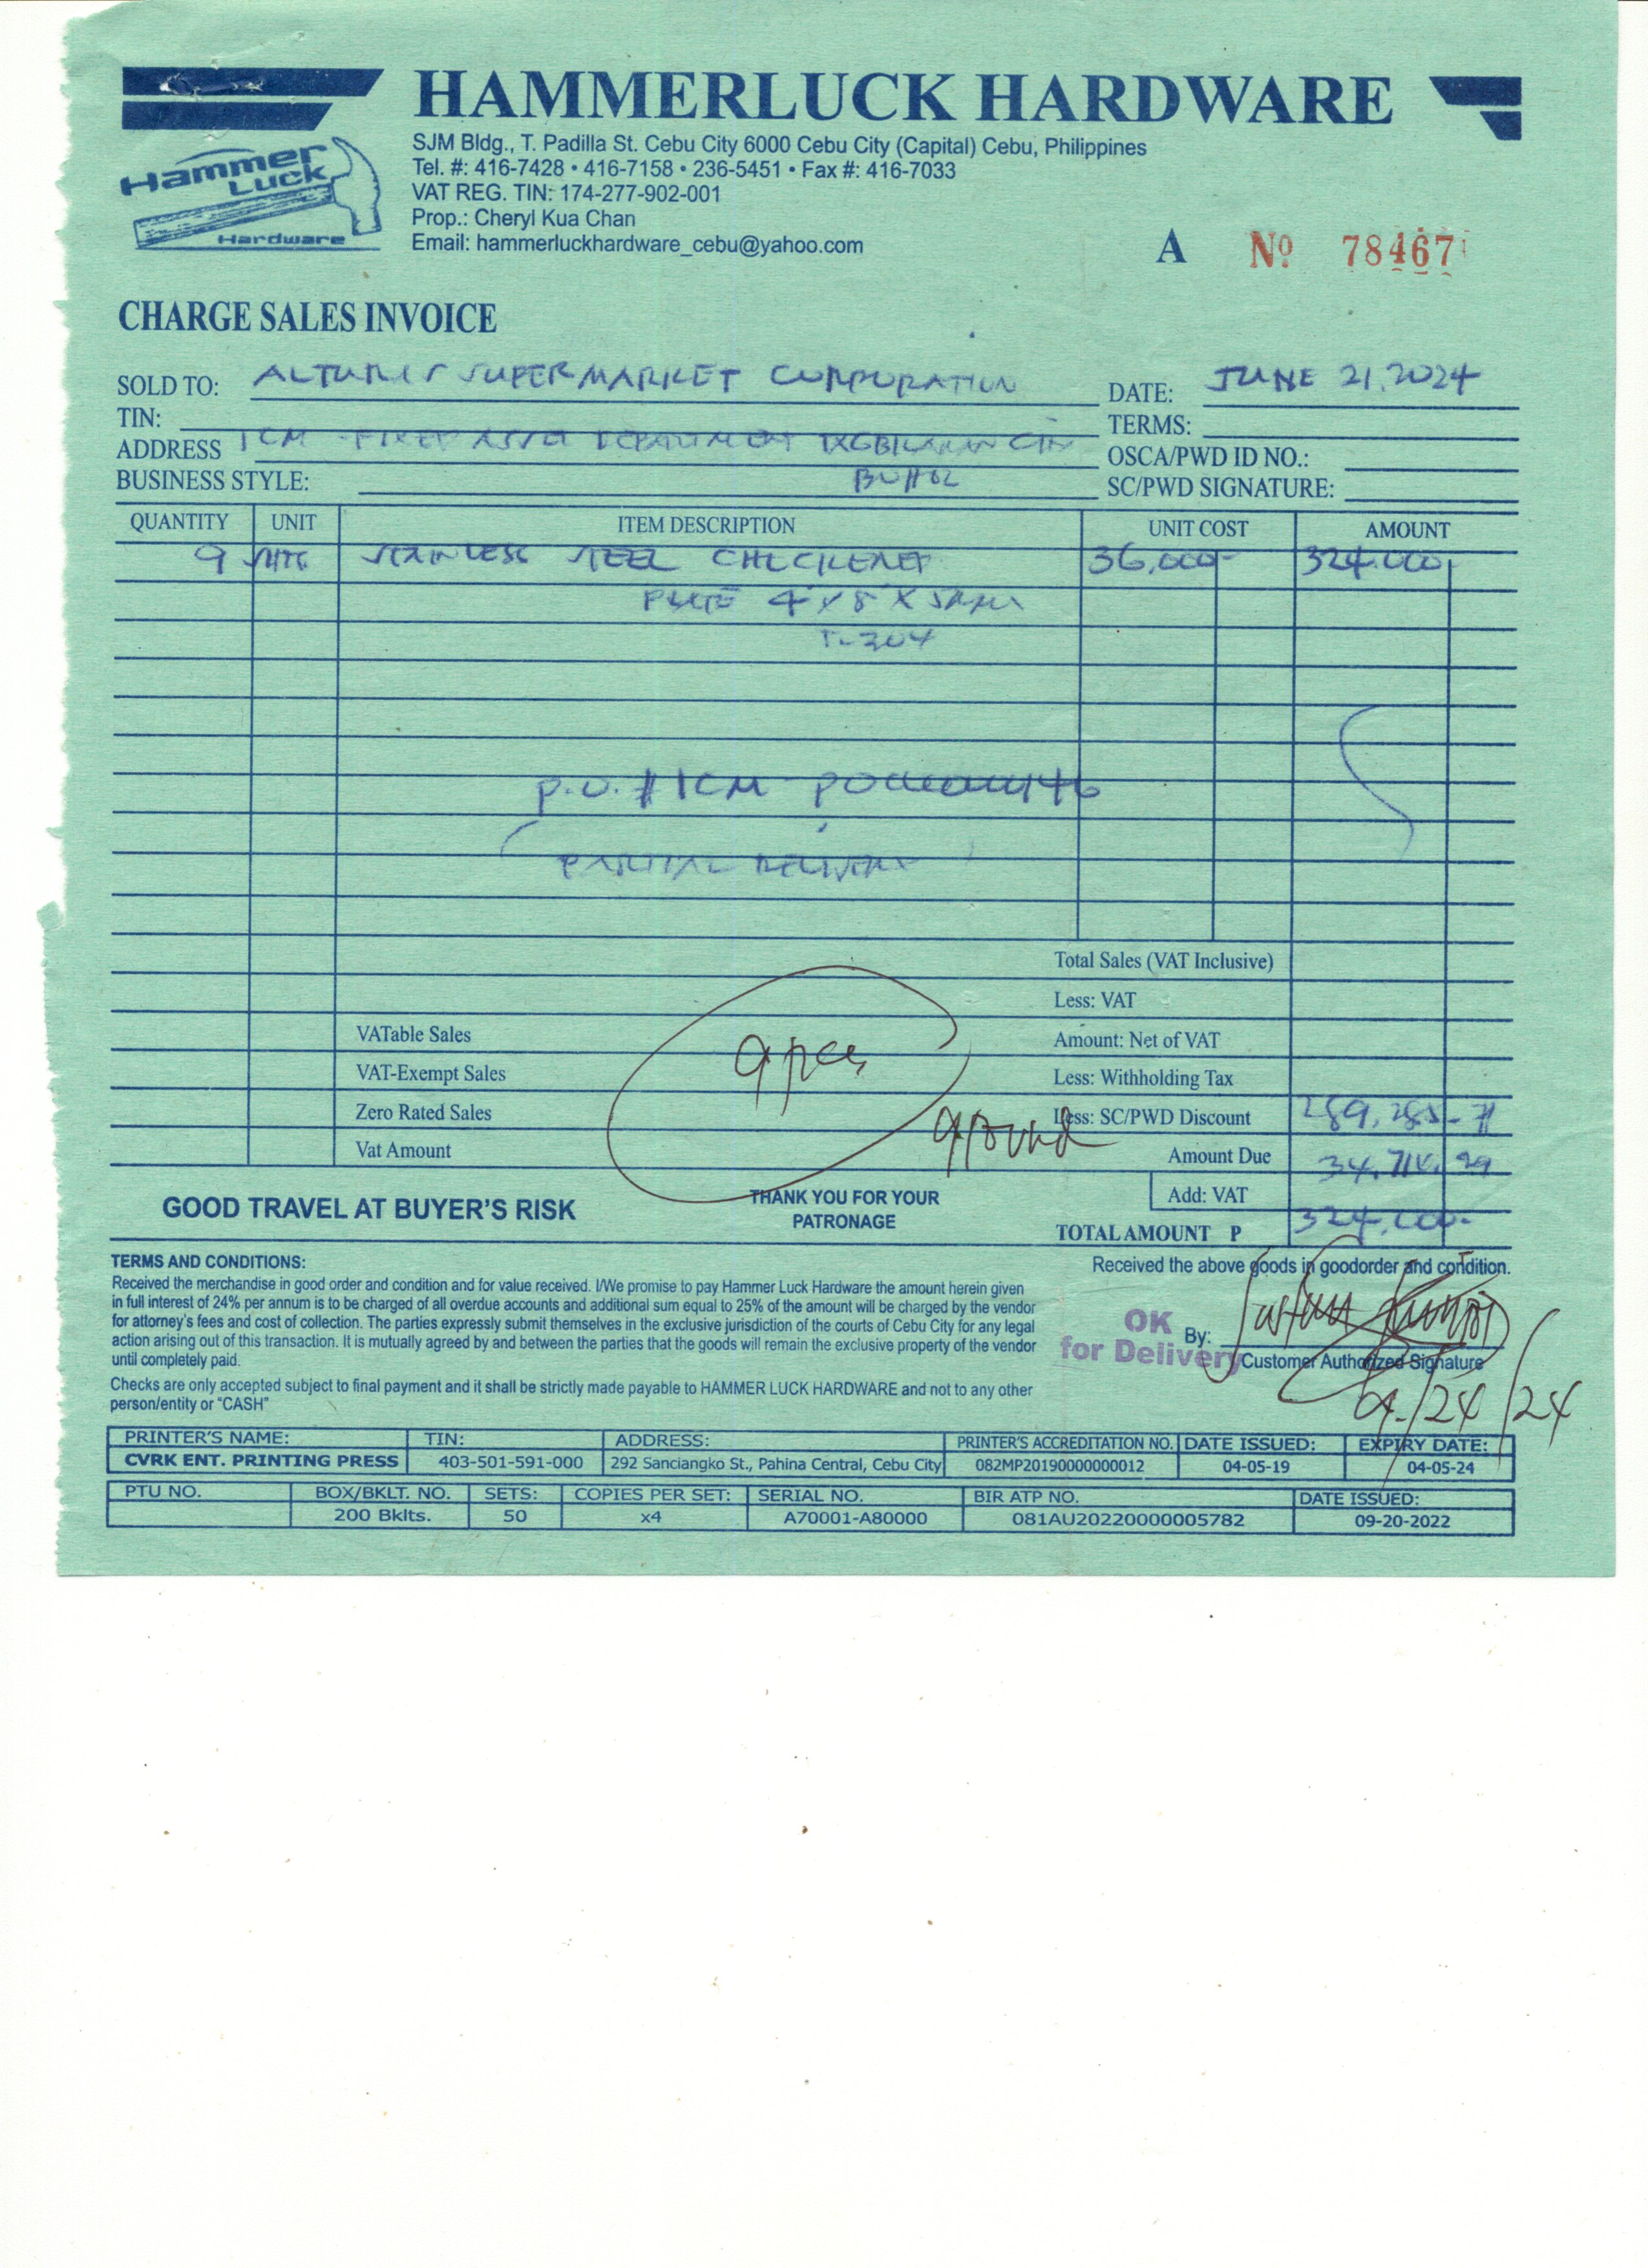 HAMMERLUCK HARDWARE
Hammer Luck Hardware
SJM Bldg., T. Padilla St. Cebu City 6000 Cebu City (Capital) Cebu, Philippines
Tel. #: 416-7428 • 416-7158 • 236-5451 • Fax #: 416-7033
VAT REG. TIN: 174-277-902-001
Prop.: Cheryl Kua Chan
Email: hammerluckhardware_cebu@yahoo.com
A Nº 78467
CHARGE SALES INVOICE
SOLD TO: ALTURAS SUPERMARKET CORPORATION DATE: JUNE 21, 2024
TIN: TERMS:
ADDRESS ICM - FIXED ASSET DEPARTMENT TAGBILARAN CITY OSCA/PWD ID NO.:
BOHOL
BUSINESS STYLE: SC/PWD SIGNATURE:
QUANTITY UNIT ITEM DESCRIPTION UNIT COST AMOUNT
9 STAINLESS STEEL CHECKERED 36,000- 324,000
PLATE 4 X 8 X
T-304
P.O. # ICM-
( PARTIAL DELIVERY )
Total Sales (VAT Inclusive)
Less: VAT
VATable Sales Amount: Net of VAT
9 pcs
VAT-Exempt Sales Less: Withholding Tax
Zero Rated Sales Less: SC/PWD Discount 289,285-71
Vat Amount Amount Due 34,714.29
Add: VAT
GOOD TRAVEL AT BUYER'S RISK
THANK YOU FOR YOUR
PATRONAGE
TOTAL AMOUNT P 324,000-
TERMS AND CONDITIONS:
Received the merchandise in good order and condition and for value received. I/We promise to pay Hammer Luck Hardware the amount herein given
in full interest of 24% per annum is to be charged of all overdue accounts and additional sum equal to 25% of the amount will be charged by the vendor
for attorney's fees and cost of collection. The parties expressly submit themselves in the exclusive jurisdiction of the courts of Cebu City for any legal
action arising out of this transaction. It is mutually agreed by and between the parties that the goods will remain the exclusive property of the vendor
until completely paid.
Checks are only accepted subject to final payment and it shall be strictly made payable to HAMMER LUCK HARDWARE and not to any other
person/entity or "CASH"
Received the above goods in goodorder and condition.
OK
for Delivery
By:
Customer Authorized Signature
/24/24
PRINTER'S NAME: TIN: ADDRESS: PRINTER'S ACCREDITATION NO. DATE ISSUED: EXPIRY DATE:
CVRK ENT. PRINTING PRESS 403-501-591-000 292 Sanciangko St., Pahina Central, Cebu City 082MP20190000000012 04-05-19 04-05-24
PTU NO. BOX/BKLT. NO. SETS: COPIES PER SET: SERIAL NO. BIR ATP NO. DATE ISSUED:
200 Bklts. 50 x4 A70001-A80000 081AU20220000005782 09-20-2022